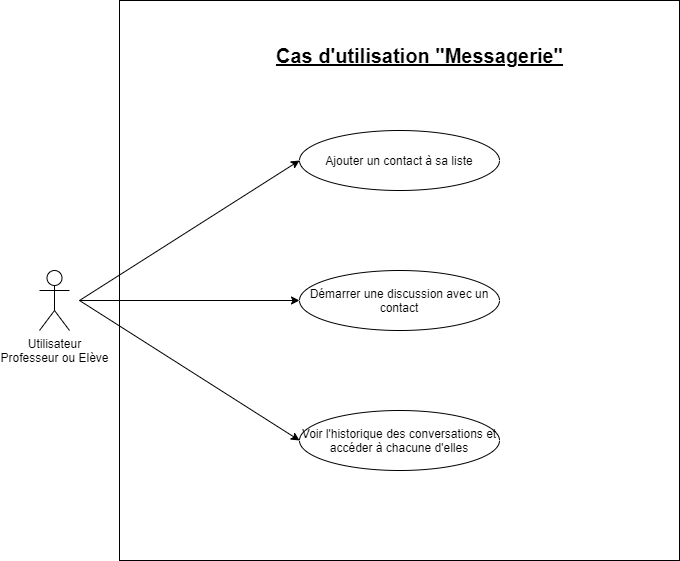 Cas d'utilisation "Messagerie"
Ajouter un contact à sa liste
Démarrer une discussion avec un
contact
Utilisateur
Professeur ou Elève
Voir l'historique des conversations et
accéder à chacune d'elles